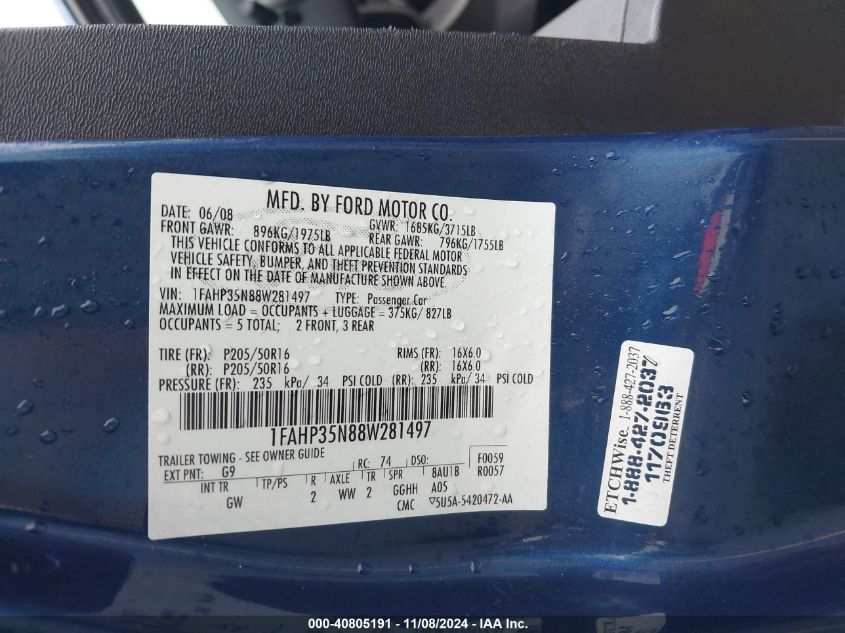 MFD. BY FORD MOTOR CO.
DATE: 06/08 GVWR: 1685KG/3715LB
FRONT GAWR: 896KG/1975LB REAR GAWR: 796KG/1755LB
THIS VEHICLE CONFORMS TO ALL APPLICABLE FEDERAL MOTOR
VEHICLE SAFETY, BUMPER, AND THEFT PREVENTION STANDARDS
IN EFFECT ON THE DATE OF MANUFACTURE SHOWN ABOVE.
VIN: 1FAHP35N88W281497 TYPE: Passenger Car
MAXIMUM LOAD = OCCUPANTS + LUGGAGE = 375KG/ 827LB
OCCUPANTS = 5 TOTAL; 2 FRONT, 3 REAR
TIRE (FR): P205/50R16 RIMS (FR): 16X6.0
(RR): P205/50R16 (RR): 16X6.0
PRESSURE (FR): 235 kPa/ 34 PSI COLD (RR): 235 kPa/ 34 PSI COLD
1FAHP35N88W281497
TRAILER TOWING - SEE OWNER GUIDE F0059
EXT PNT: G9 RC: 74 DSO: R0057
INT TR TP/PS R AXLE TR SPR 8AU1B
GW 2 WW 2 GGHH A05
CMC ▽5U5A-5420472-AA
ETCHWise. 1-888-427-2037
1-888-427-2037
11709163
THEFT DETERRENT
000-40805191 - 11/08/2024 - IAA Inc.